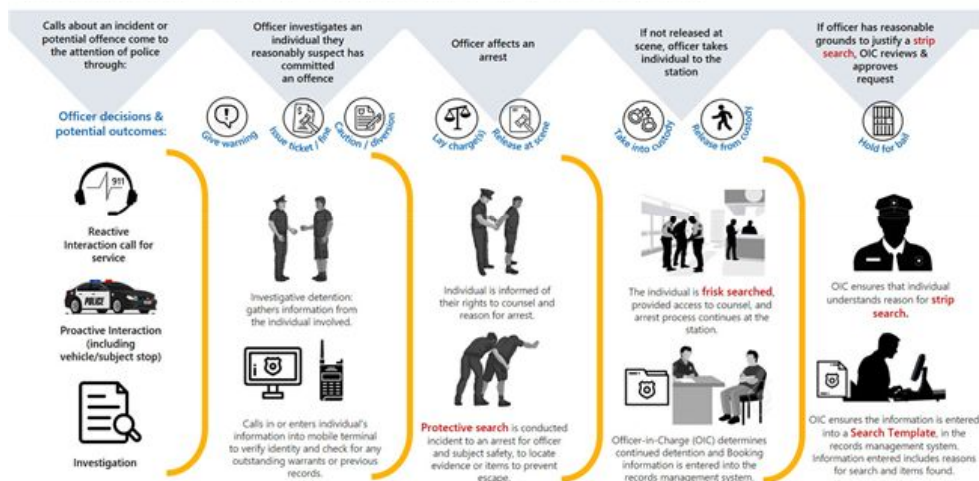 Calls about an incident or
potential offence come
to the attention of police
through:
Officer decisions &
potential outcomes:
911
Reactive
Interaction call for
service
POLICE
Proactive Interaction
(including
vehicle/subject stop)
Investigation
Officer investigates an
individual they
reasonably suspect has
committed
an offence
Give warning
Issue ticket / fine
Caution / diversion
Investigative detention:
gathers information from
the individual involved.
Calls in or enters individual's
information into mobile terminal
to verify identity and check for any
outstanding warrants or previous
records.
Officer affects an
arrest
Lay charge(s)
Release at scene
Individual is informed of
their rights to counsel and
reason for arrest.
Protective search is conducted
incident to an arrest for officer
and subject safety, to locate
evidence or items to prevent
escape.
If not released at
scene, officer takes
individual to the
station
Take into custody
Release from custody
The individual is frisk searched,
provided access to counsel, and
arrest process continues at the
station.
Officer-in-Charge (OIC) determines
continued detention and Booking
information is entered into the
records management system.
If officer has reasonable
grounds to justify a strip
search, OIC reviews &
approves
request
Hold for bail
OIC ensures that individual
understands reason for strip
search.
OIC ensures the information is entered
into a Search Template, in the
records management system.
Information entered includes reasons
for search and items found.